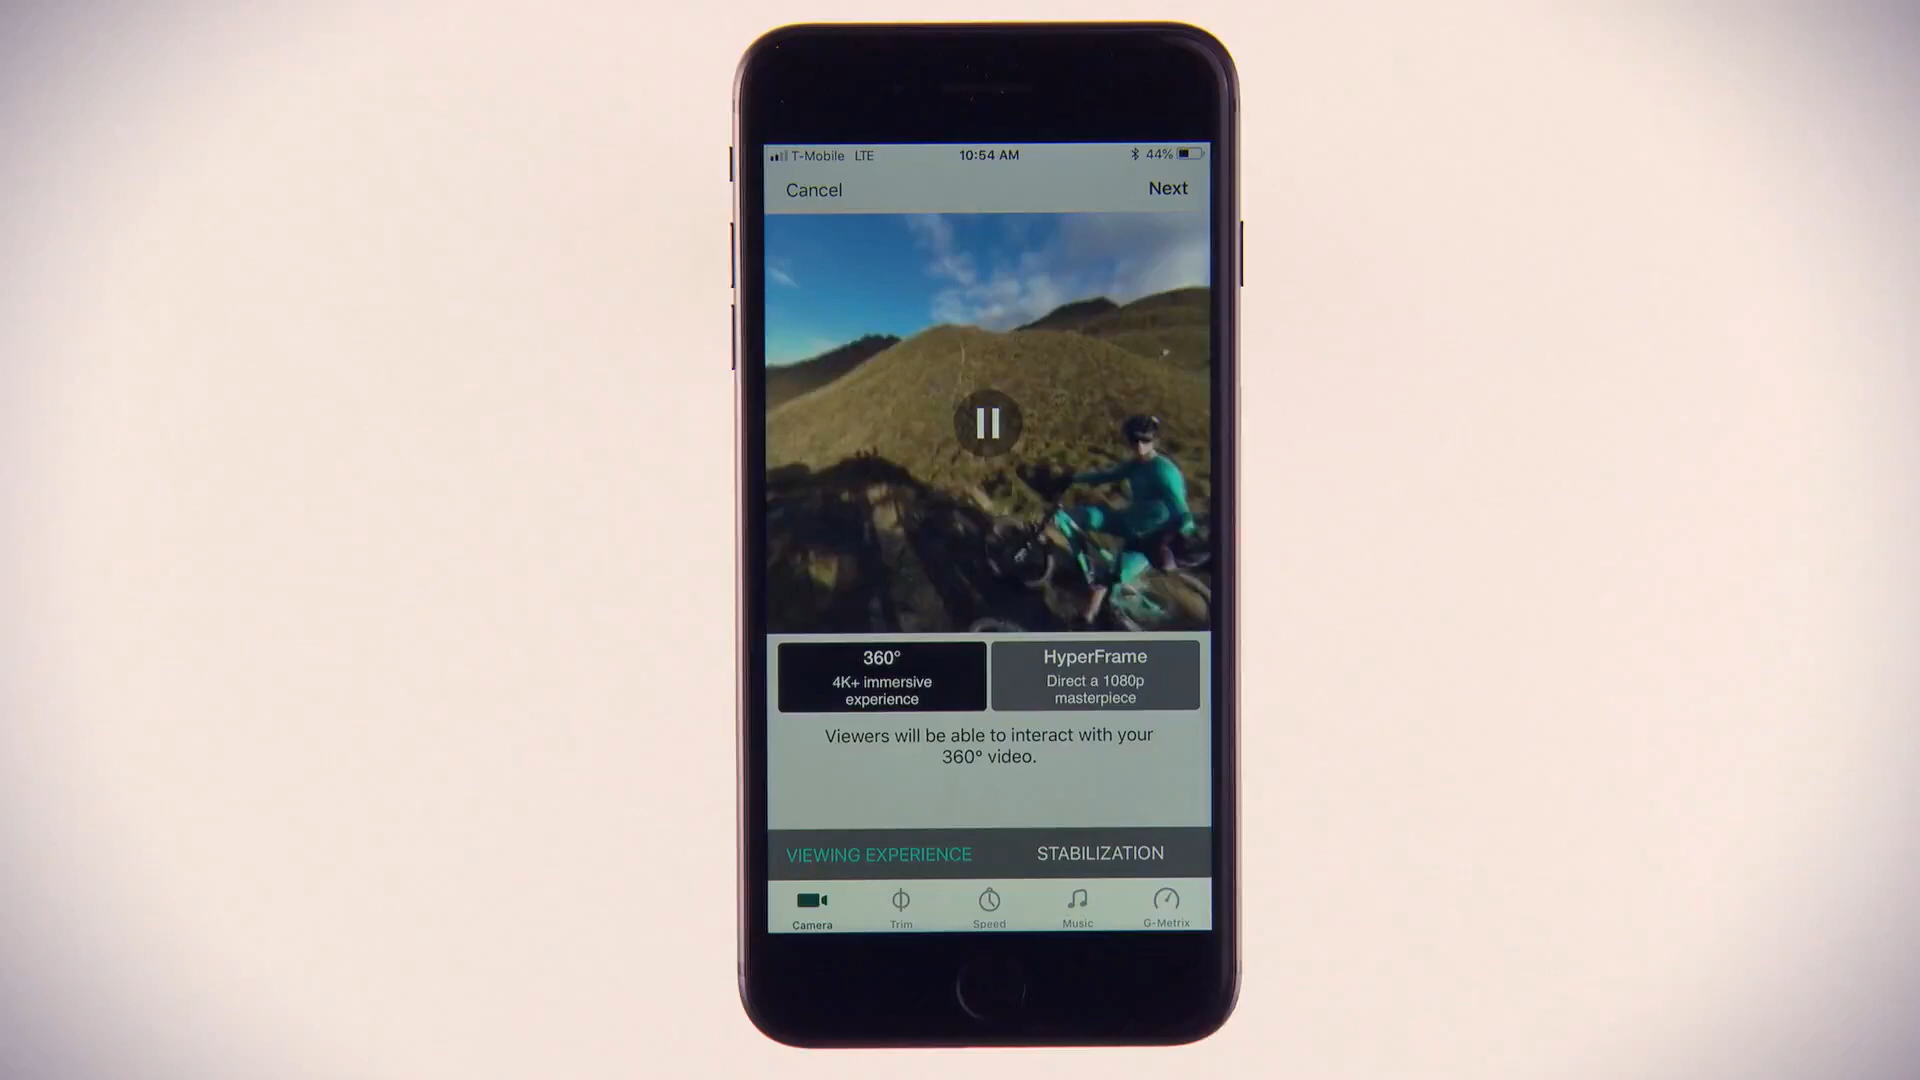 T-Mobile LTE 10:54 AM 44%
Cancel Next
360°
4K+ immersive
experience
HyperFrame
Direct a 1080p
masterpiece
Viewers will be able to interact with your
360° video.
VIEWING EXPERIENCE STABILIZATION
Camera Trim Speed Music G-Metrix